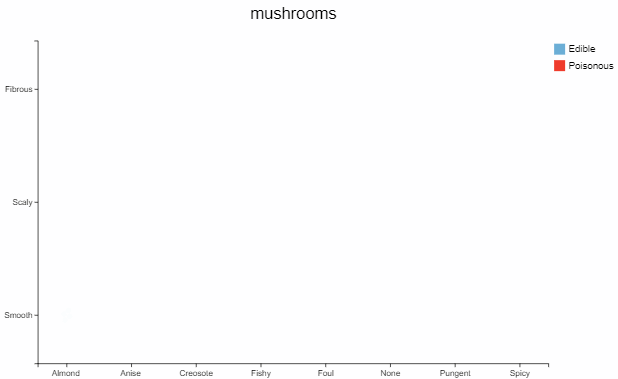 mushrooms
Edible
Poisonous
Fibrous
Scaly
Smooth
Almond Anise Creosote Fishy Foul None Pungent Spicy